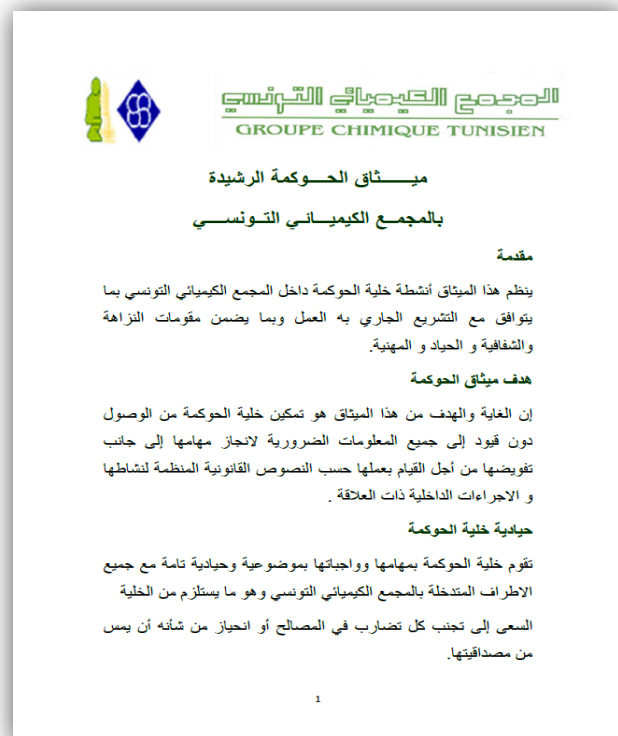 المجمع الكيميائي التونسي
GROUPE CHIMIQUE TUNISIEN
ميـــــثاق الحـــوكمة الرشيدة
بالمجمــع الكيميـــائـي التــونســـي
مقدمة
ينظم هذا الميثاق أنشطة خلية الحوكمة داخل المجمع الكيميائي التونسي بما
يتوافق مع التشريع الجاري به العمل وبما يضمن مقومات النزاهة
والشفافية و الحياد و المهنية.
هدف ميثاق الحوكمة
إن الغاية والهدف من هذا الميثاق هو تمكين خلية الحوكمة من الوصول
دون قيود إلى جميع المعلومات الضرورية لانجاز مهامها إلى جانب
تفويضها من أجل القيام بعملها حسب النصوص القانونية المنظمة لنشاطها
و الاجراءات الداخلية ذات العلاقة .
حيادية خلية الحوكمة
تقوم خلية الحوكمة بمهامها وواجباتها بموضوعية وحيادية تامة مع جميع
الاطراف المتدخلة بالمجمع الكيميائي التونسي وهو ما يستلزم من الخلية
السعى إلى تجنب كل تضارب في المصالح أو انحياز من شأنه أن يمس
من مصداقيتها.
1